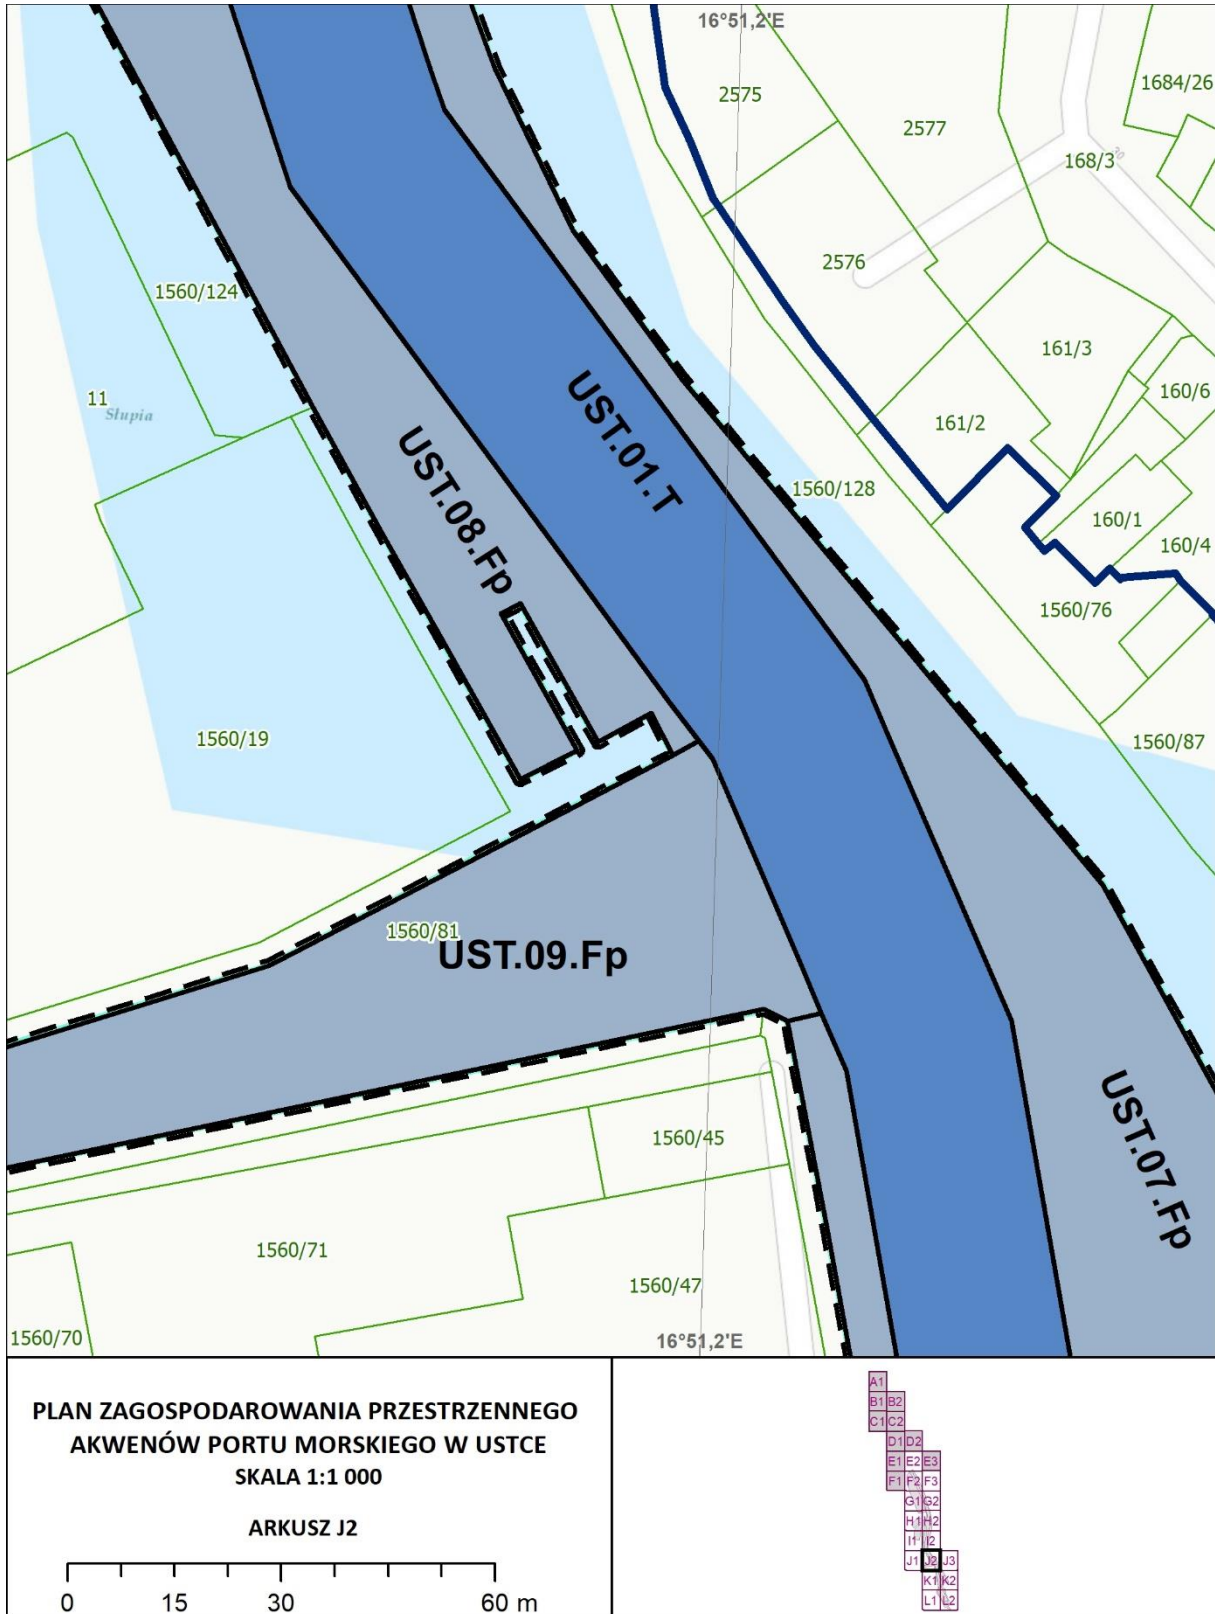 16°51,2'E
1684/26
2575
2577
30
168/3
2576
1560/124
161/3
160/6
11
Słupia
161/2
UST.01.T
UST.08.Fp
1560/128
160/1
160/4
1560/76
1560/19
1560/87
1560/81
UST.09.Fp
UST.07.Fp
1560/45
1560/71
1560/47
1560/70
16°51,2'E
PLAN ZAGOSPODAROWANIA PRZESTRZENNEGO
AKWENÓW PORTU MORSKIEGO W USTCE
SKALA 1:1 000
ARKUSZ J2
0 15 30 60 m
A1
B1 B2
C1 C2
D1 D2
E1 E2 E3
F1 F2 F3
G1 G2
H1 H2
I1 I2
J1 J2 J3
K1 K2
L1 L2